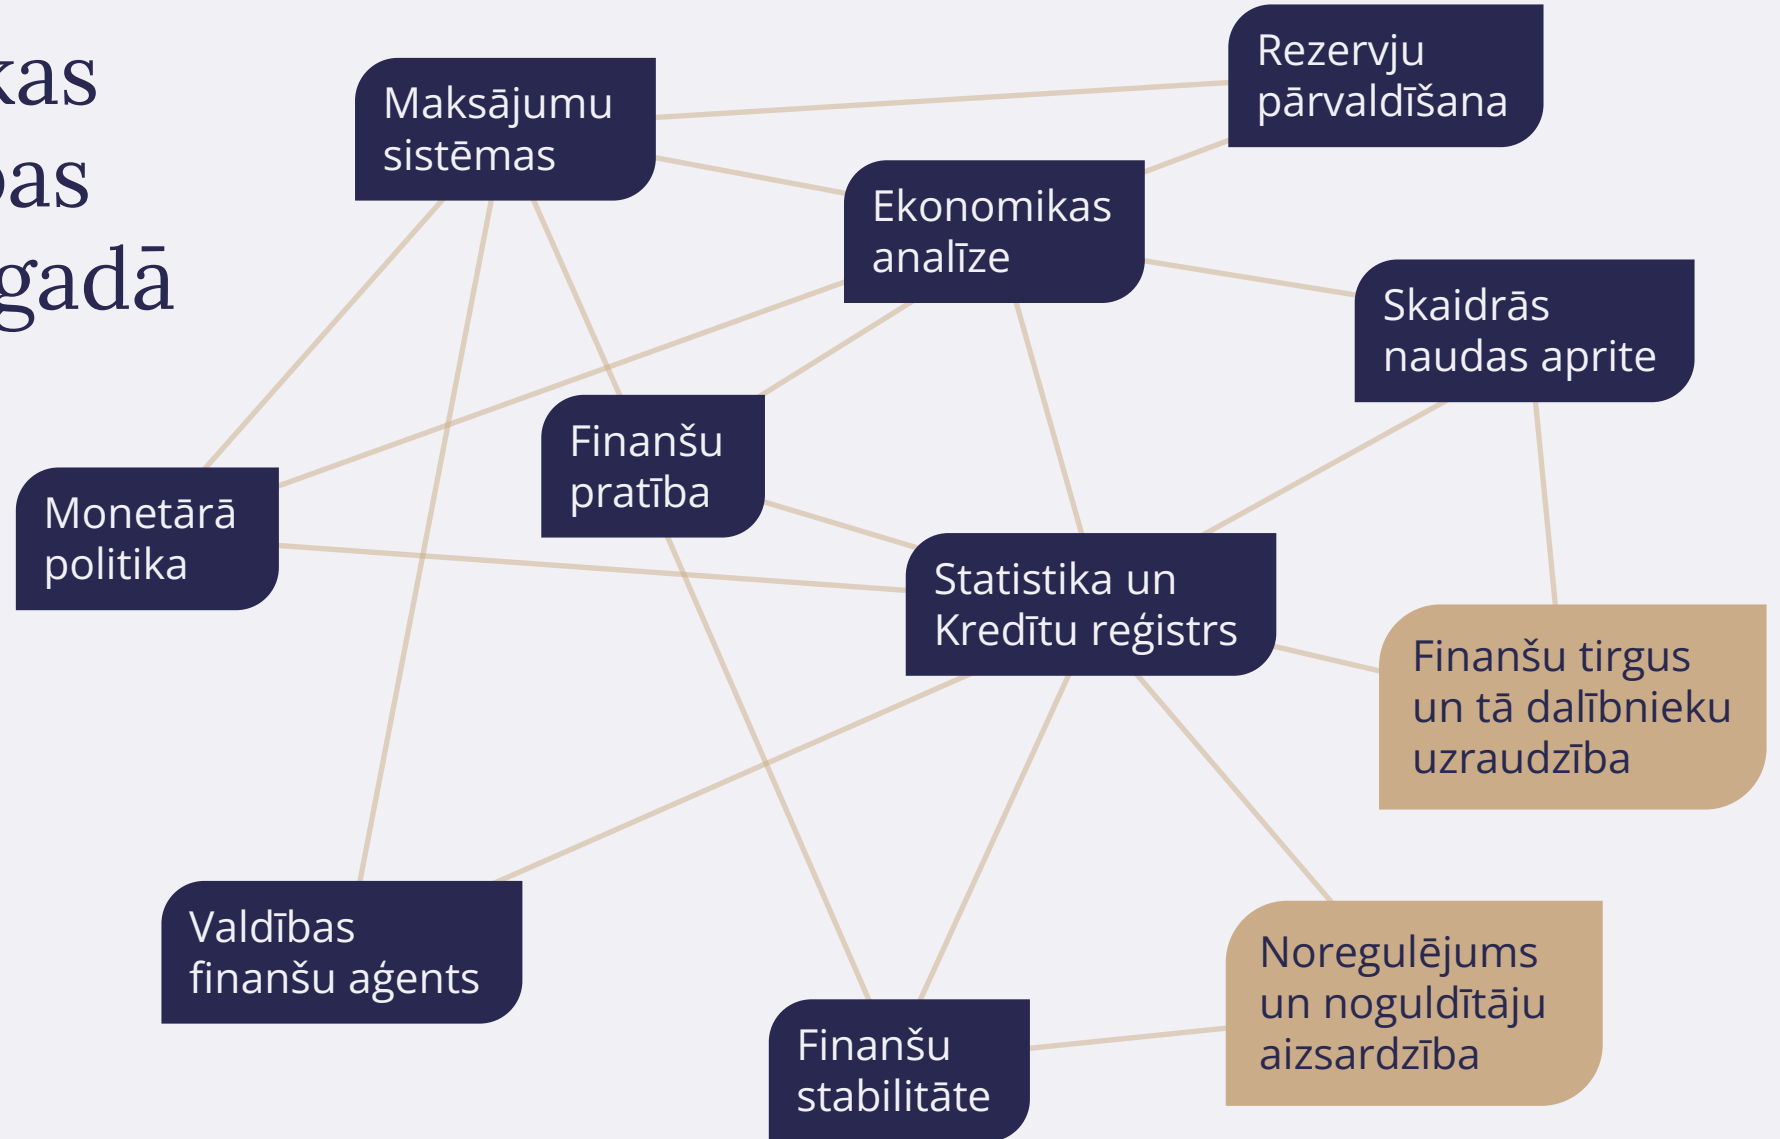 gadā
Maksājumu
sistēmas
Rezervju
pārvaldīšana
Ekonomikas
analīze
Skaidrās
naudas aprite
Finanšu
pratība
Monetārā
politika
Statistika un
Kredītu reģistrs
Finanšu tirgus
un tā dalībnieku
uzraudzība
Valdības
finanšu aģents
Noregulējums
un noguldītāju
aizsardzība
Finanšu
stabilitāte